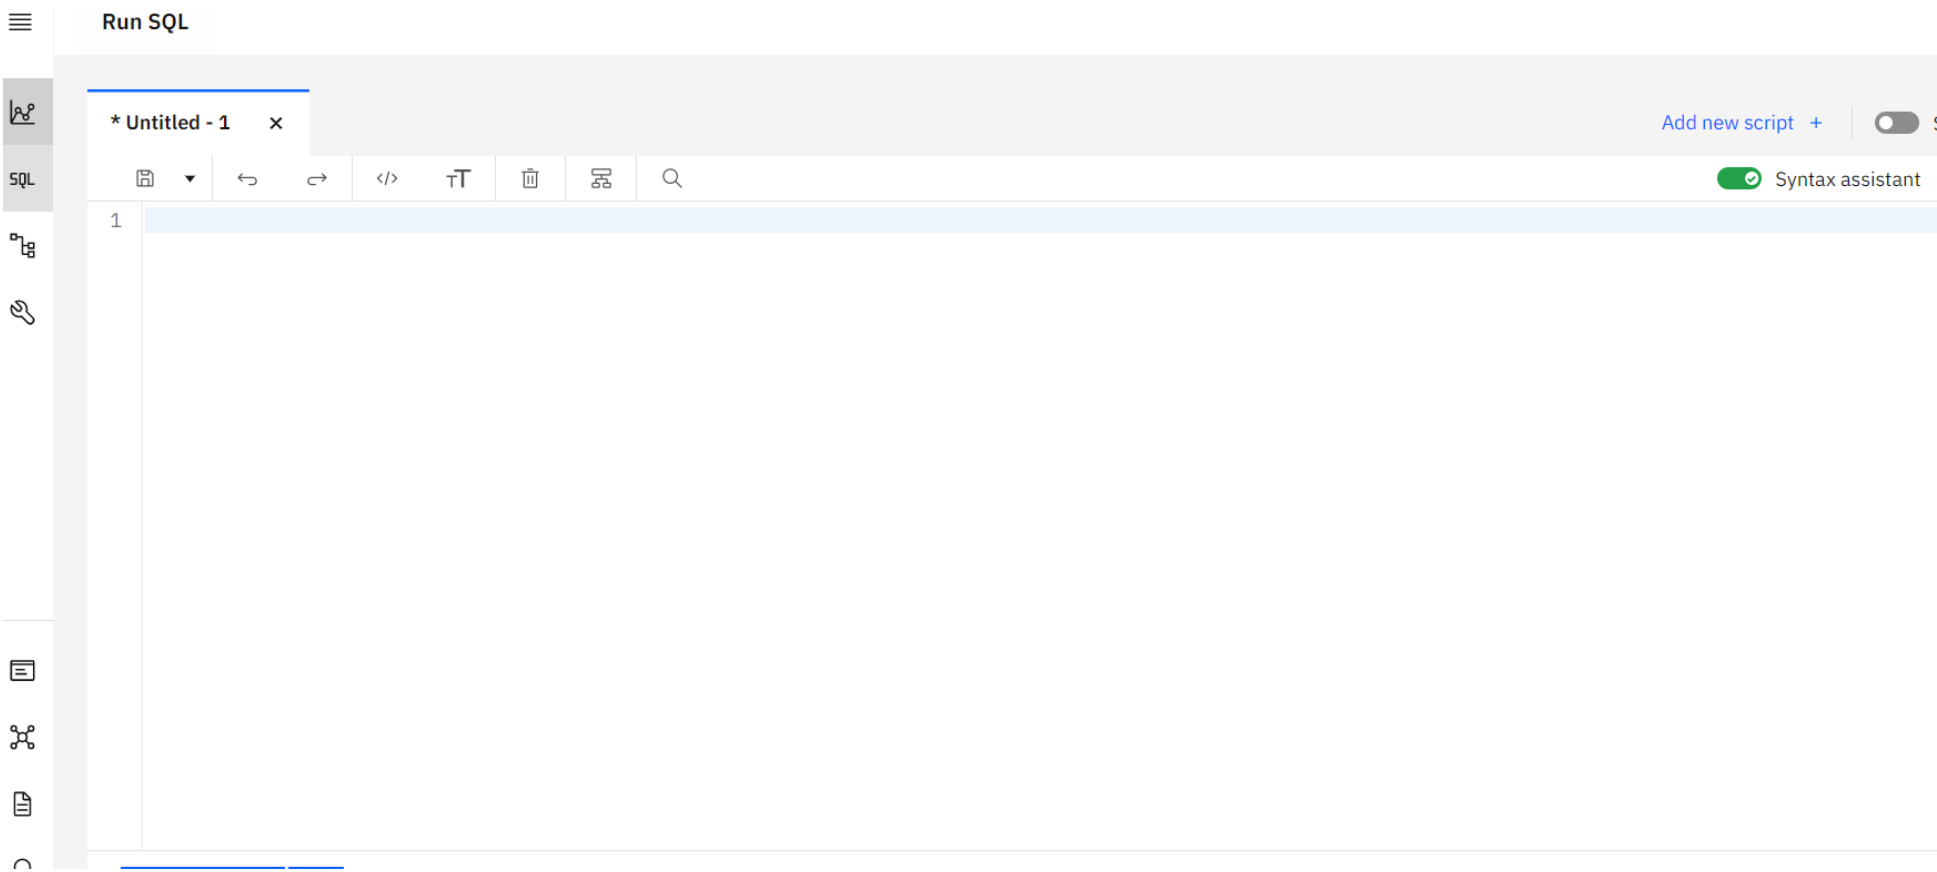 Run SQL
* Untitled - 1
Add new script +
SQL
Syntax assistant
1